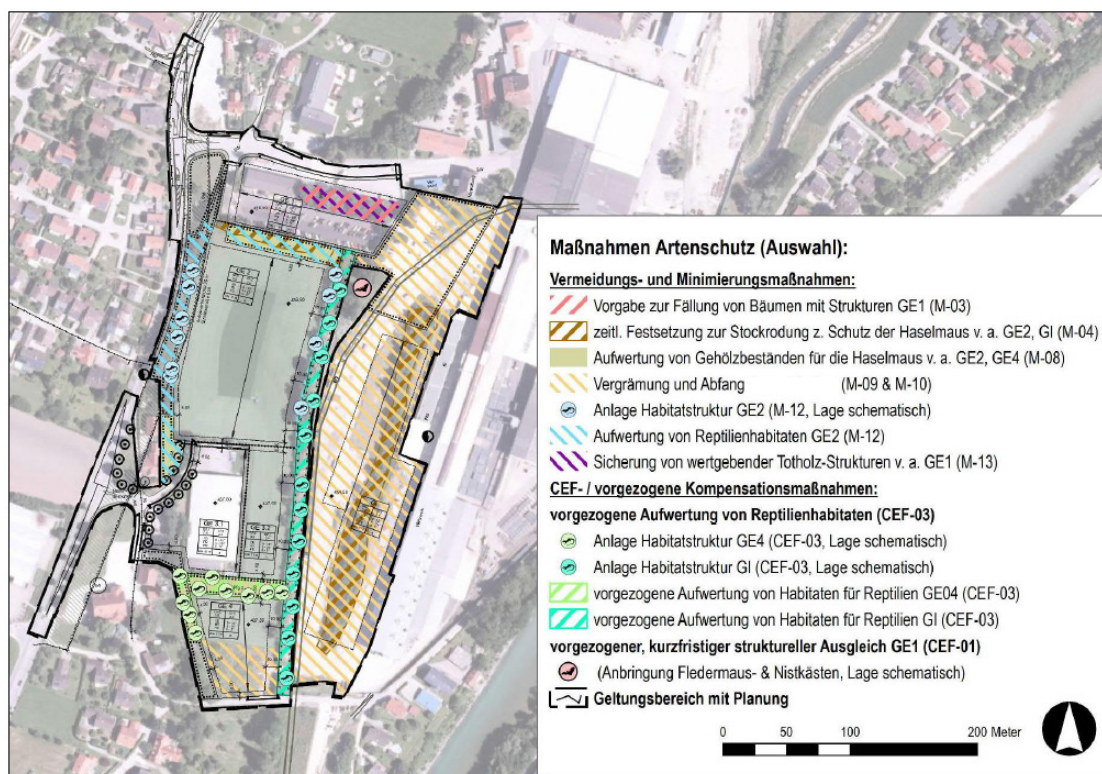 Maßnahmen Artenschutz (Auswahl):
Vermeidungs- und Minimierungsmaßnahmen:
Vorgabe zur Fällung von Bäumen mit Strukturen GE1 (M-03)
zeitl. Festsetzung zur Stockrodung z. Schutz der Haselmaus v. a. GE2, GI (M-04)
Aufwertung von Gehölzbeständen für die Haselmaus v. a. GE2, GE4 (M-08)
Vergrämung und Abfang (M-09 & M-10)
Anlage Habitatstruktur GE2 (M-12, Lage schematisch)
Aufwertung von Reptilienhabitaten GE2 (M-12)
Sicherung von wertgebender Totholz-Strukturen v. a. GE1 (M-13)
CEF- / vorgezogene Kompensationsmaßnahmen:
vorgezogene Aufwertung von Reptilienhabitaten (CEF-03)
Anlage Habitatstruktur GE4 (CEF-03, Lage schematisch)
Anlage Habitatstruktur GI (CEF-03, Lage schematisch)
vorgezogene Aufwertung von Habitaten für Reptilien GE04 (CEF-03)
vorgezogene Aufwertung von Habitaten für Reptilien GI (CEF-03)
vorgezogener, kurzfristiger struktureller Ausgleich GE1 (CEF-01)
(Anbringung Fledermaus- & Nistkästen, Lage schematisch)
Geltungsbereich mit Planung
0 50 100 200 Meter